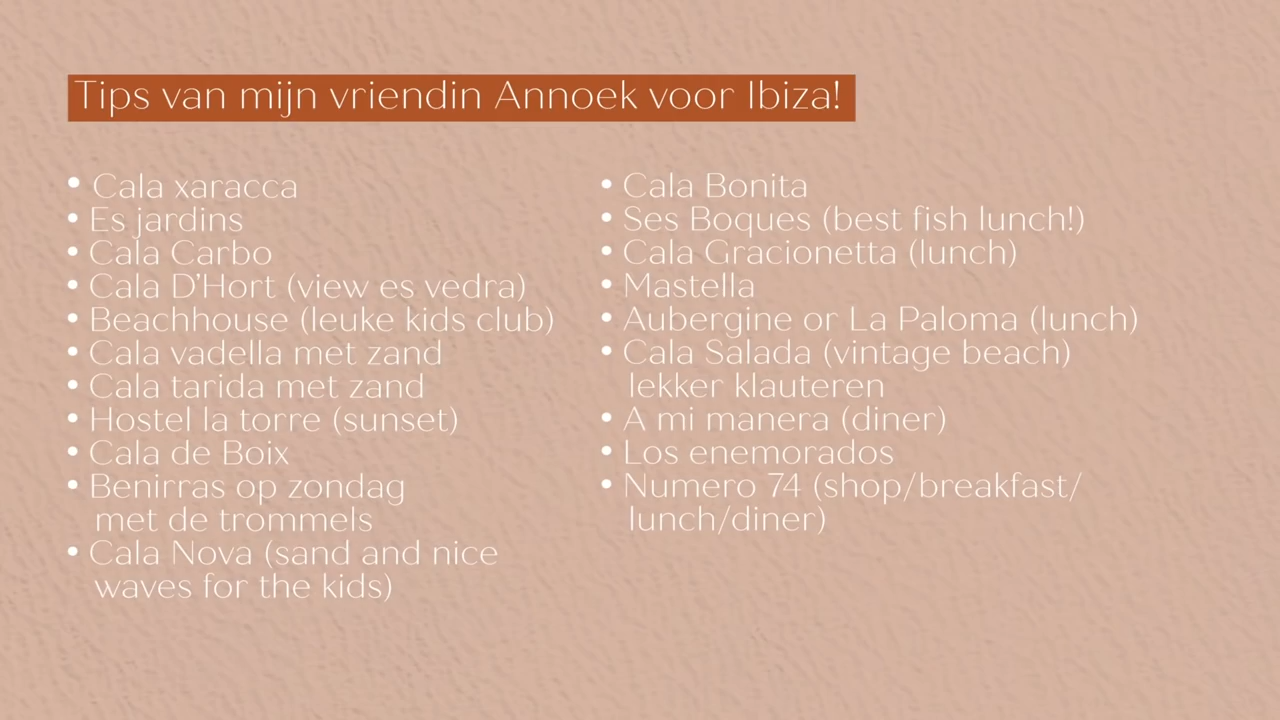 Tips van mijn vriendin Annoek voor Ibiza!
• Cala xaracca
• Es jardins
• Cala Carbo
• Cala D'Hort (view es vedra)
• Beachhouse (leuke kids club)
• Cala vadella met zand
• Cala tarida met zand
• Hostel la torre (sunset)
• Cala de Boix
• Benirras op zondag
met de trommels
• Cala Nova (sand and nice
waves for the kids)
• Cala Bonita
• Ses Boques (best fish lunch!)
• Cala Gracionetta (lunch)
• Mastella
• Aubergine or La Paloma (lunch)
• Cala Salada (vintage beach)
lekker klauteren
• A mi manera (diner)
• Los enemorados
• Numero 74 (shop/breakfast/
lunch/diner)